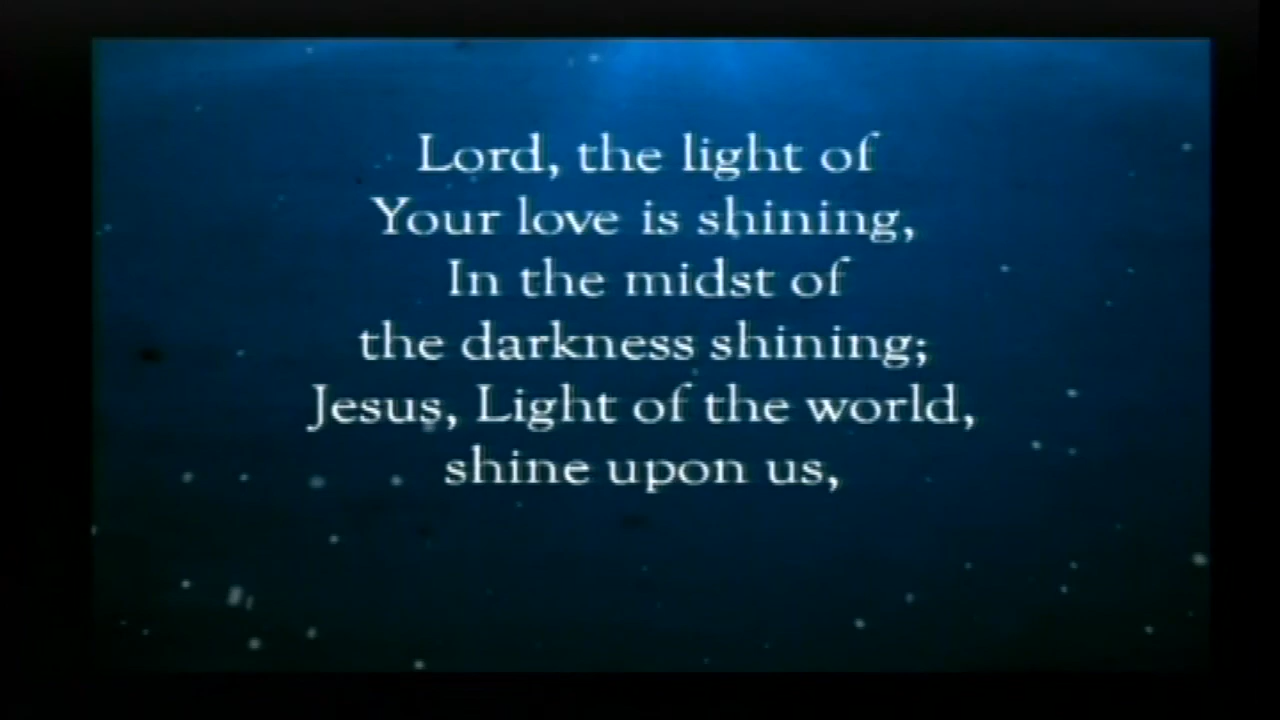 Lord, the light of
Your love is shining,
In the midst of
the darkness shining;
Jesus, Light of the world,
shine upon us,